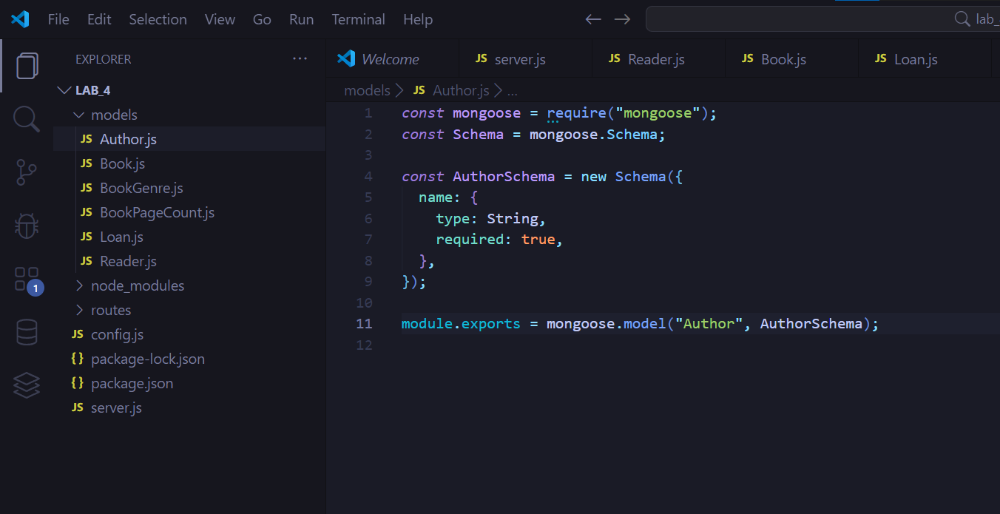 File Edit Selection View Go Run Terminal Help
lab_
EXPLORER
LAB_4
models
JS Author.js
JS Book.js
JS BookGenre.js
JS BookPageCount.js
JS Loan.js
JS Reader.js
node_modules
routes
JS config.js
{} package-lock.json
{} package.json
JS server.js
1
Welcome JS server.js JS Reader.js JS Book.js JS Loan.js
models > JS Author.js > ...
1 const mongoose = require("mongoose");
2 const Schema = mongoose.Schema;
3
4 const AuthorSchema = new Schema({
5   name: {
6     type: String,
7     required: true,
8   },
9 });
10
11 module.exports = mongoose.model("Author", AuthorSchema);
12